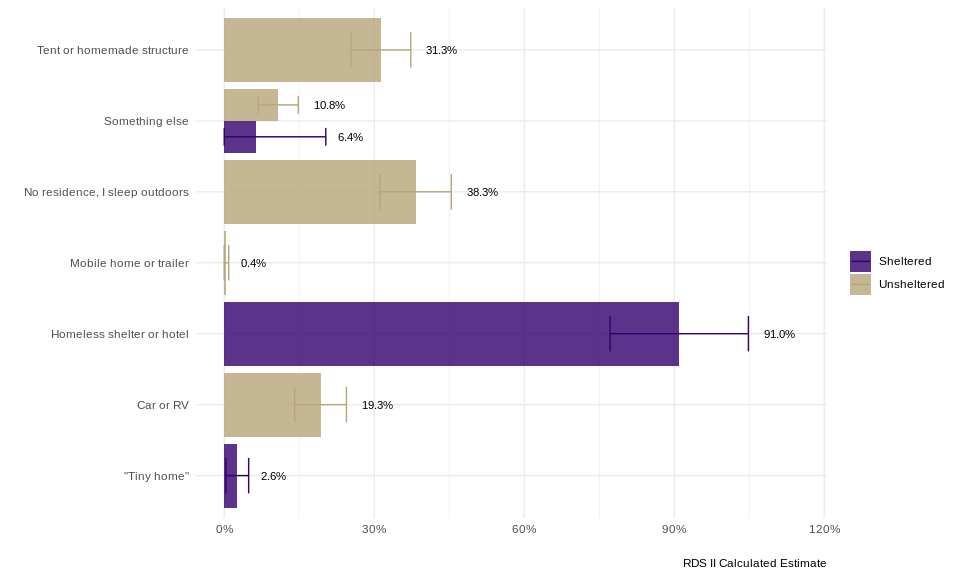 Tent or homemade structure
31.3%
10.8%
Something else
6.4%
No residence, I sleep outdoors
38.3%
Mobile home or trailer
0.4%
Sheltered
Unsheltered
Homeless shelter or hotel
91.0%
Car or RV
19.3%
"Tiny home"
2.6%
0%
30%
60%
90%
120%
RDS II Calculated Estimate